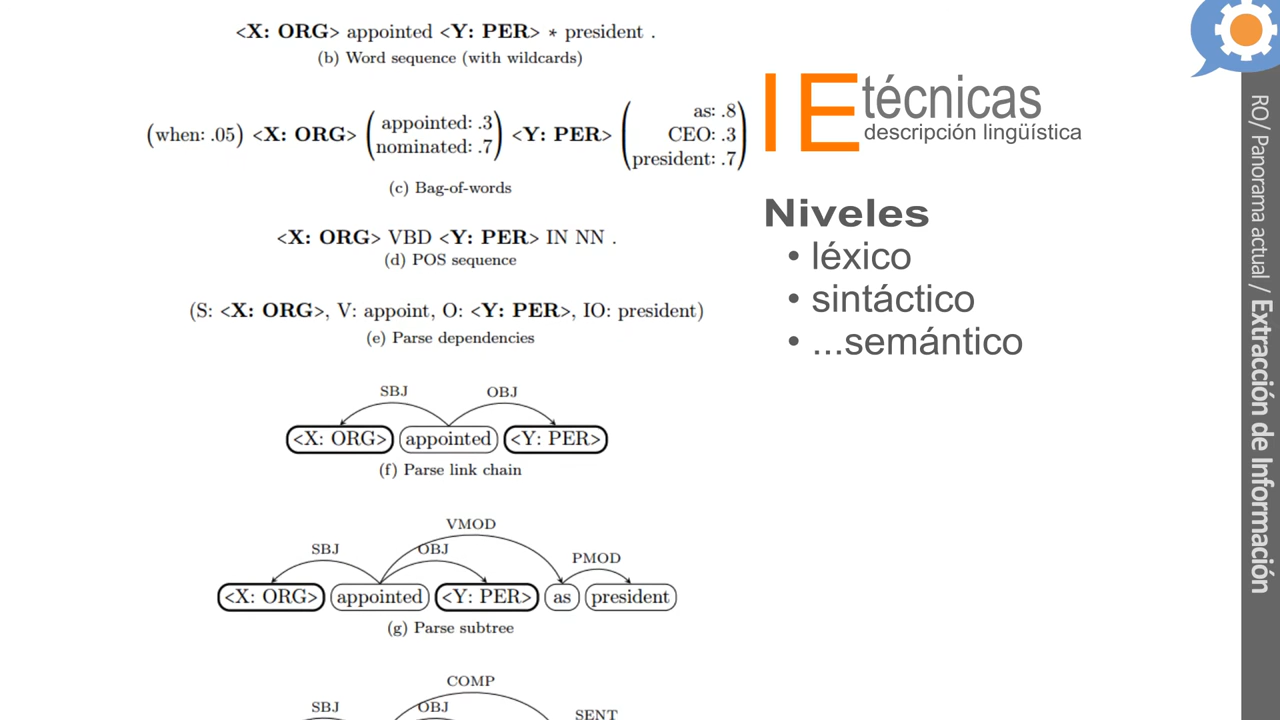 <X: ORG> appointed <Y: PER> * president .
(b) Word sequence (with wildcards)
(when: .05) <X: ORG> (appointed: .3 nominated: .7) <Y: PER> (as: .8 CEO: .3 president: .7)
(c) Bag-of-words
<X: ORG> VBD <Y: PER> IN NN .
(d) POS sequence
(S: <X: ORG>, V: appoint, O: <Y: PER>, IO: president)
(e) Parse dependencies
SBJ OBJ
<X: ORG> appointed <Y: PER>
(f) Parse link chain
VMOD
SBJ OBJ PMOD
<X: ORG> appointed <Y: PER> as president
(g) Parse subtree
COMP
SBJ OBJ SENT
IE técnicas
descripción lingüística
Niveles
• léxico
• sintáctico
• ...semántico
RO/ Panorama actual / Extracción de Información